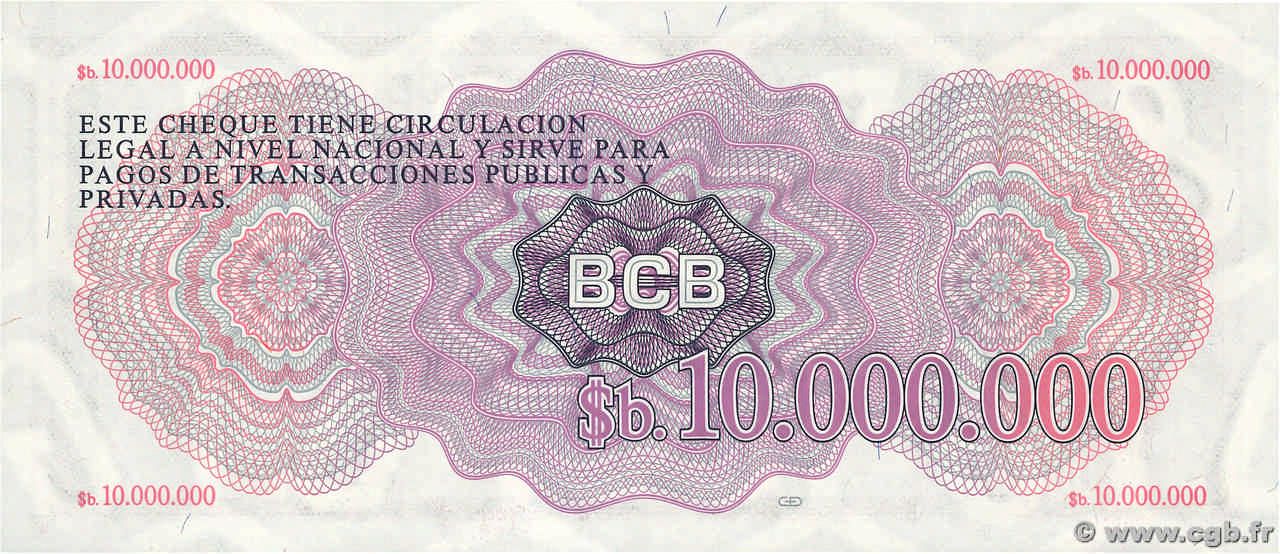 $b. 10.000.000
$b. 10.000.000
ESTE CHEQUE TIENE CIRCULACION
LEGAL A NIVEL NACIONAL Y SIRVE PARA
PAGOS DE TRANSACCIONES PUBLICAS Y
PRIVADAS.
BCB
$b. 10.000.000
$b. 10.000.000
$b. 10.000.000
© www.cgb.fr